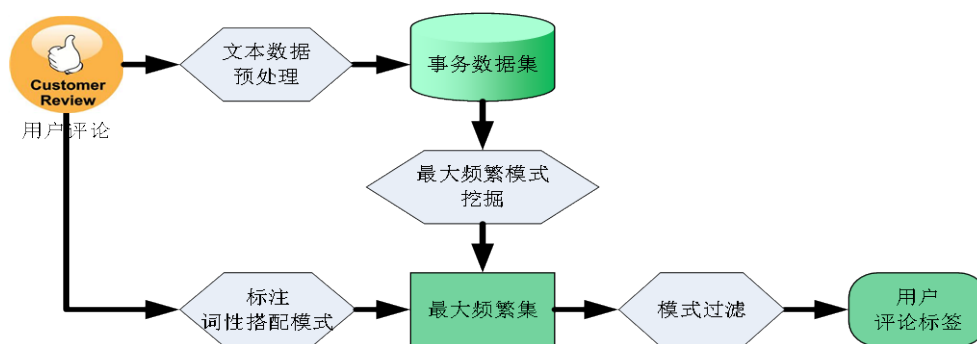 Customer
Review
用户评论
文本数据
预处理
事务数据集
最大频繁模式
挖掘
标注
词性搭配模式
最大频繁集
模式过滤
用户
评论标签